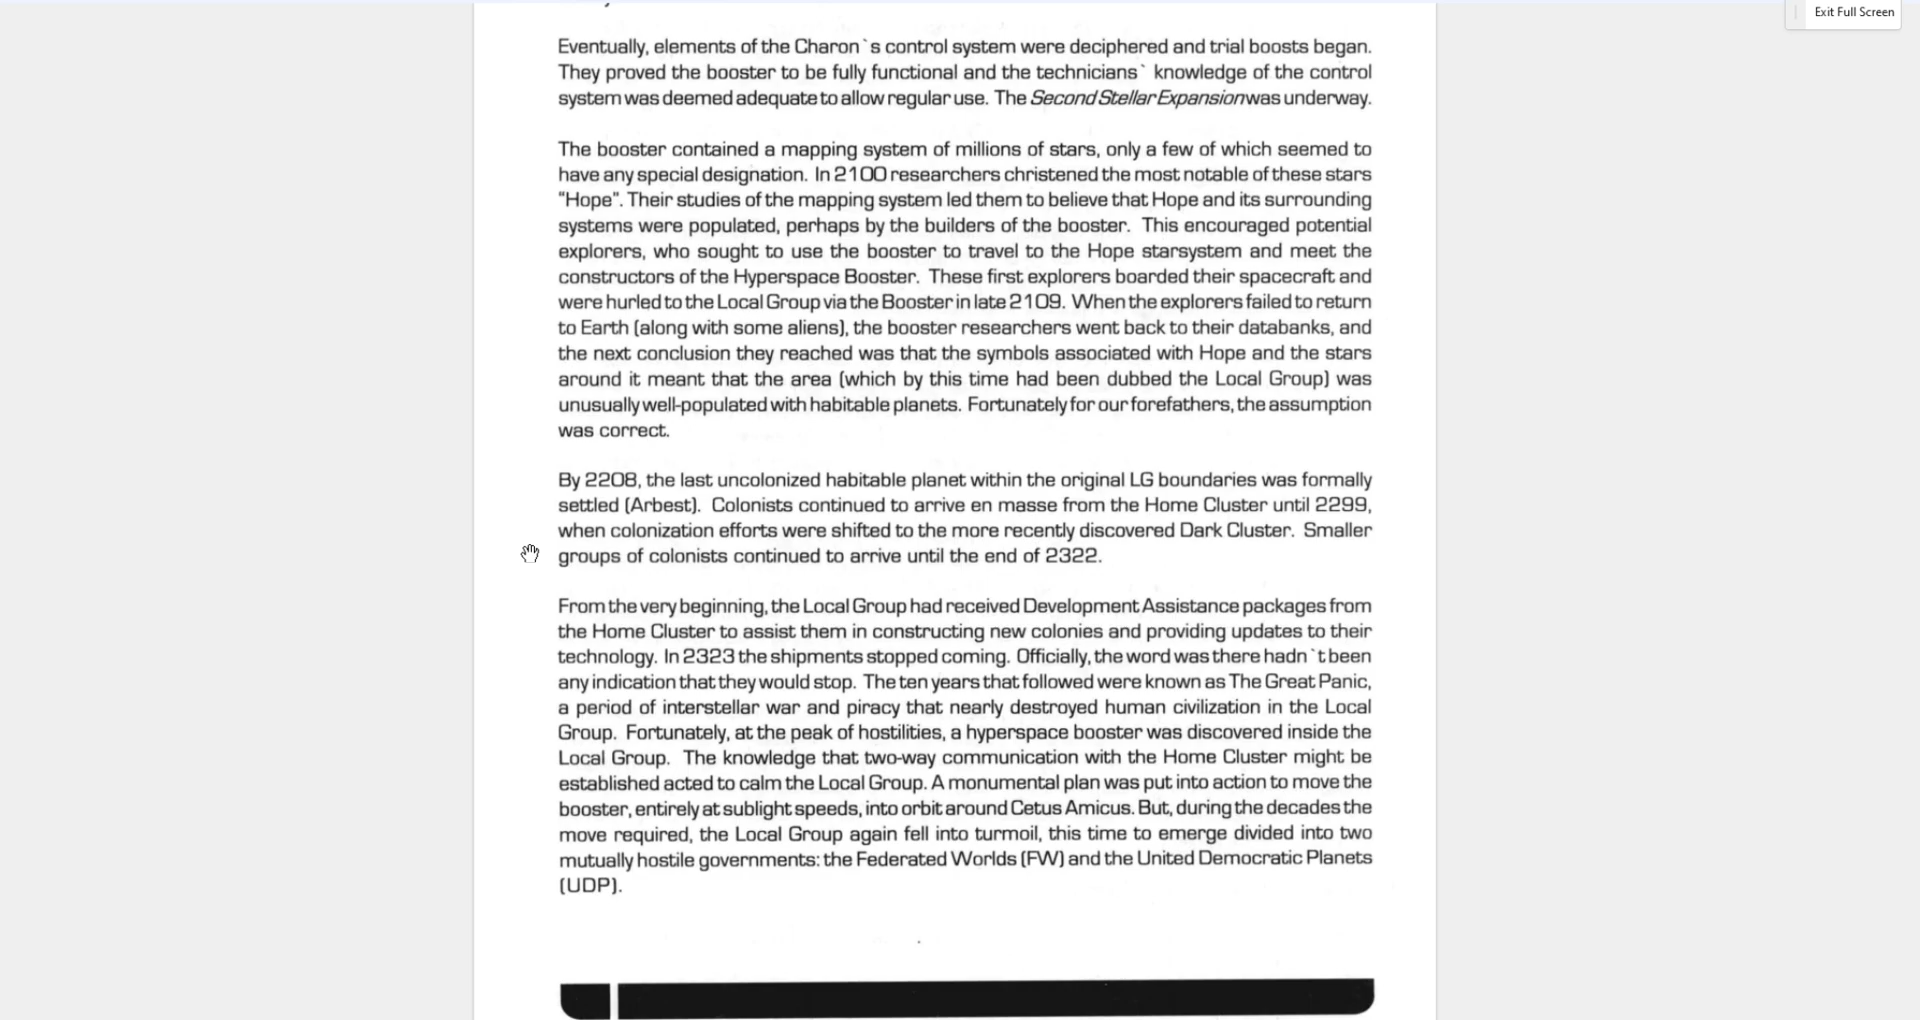 Exit Full Screen
Eventually, elements of the Charon`s control system were deciphered and trial boosts began.
They proved the booster to be fully functional and the technicians` knowledge of the control
system was deemed adequate to allow regular use. The Second Stellar Expansion was underway.
The booster contained a mapping system of millions of stars, only a few of which seemed to
have any special designation. In 2100 researchers christened the most notable of these stars
"Hope". Their studies of the mapping system led them to believe that Hope and its surrounding
systems were populated, perhaps by the builders of the booster. This encouraged potential
explorers, who sought to use the booster to travel to the Hope starsystem and meet the
constructors of the Hyperspace Booster. These first explorers boarded their spacecraft and
were hurled to the Local Group via the Booster in late 2109. When the explorers failed to return
to Earth (along with some aliens), the booster researchers went back to their databanks, and
the next conclusion they reached was that the symbols associated with Hope and the stars
around it meant that the area (which by this time had been dubbed the Local Group) was
unusually well-populated with habitable planets. Fortunately for our forefathers, the assumption
was correct.
By 2208, the last uncolonized habitable planet within the original LG boundaries was formally
settled (Arbest). Colonists continued to arrive en masse from the Home Cluster until 2299,
when colonization efforts were shifted to the more recently discovered Dark Cluster. Smaller
groups of colonists continued to arrive until the end of 2322.
From the very beginning, the Local Group had received Development Assistance packages from
the Home Cluster to assist them in constructing new colonies and providing updates to their
technology. In 2323 the shipments stopped coming. Officially, the word was there hadn`t been
any indication that they would stop. The ten years that followed were known as The Great Panic,
a period of interstellar war and piracy that nearly destroyed human civilization in the Local
Group. Fortunately, at the peak of hostilities, a hyperspace booster was discovered inside the
Local Group. The knowledge that two-way communication with the Home Cluster might be
established acted to calm the Local Group. A monumental plan was put into action to move the
booster, entirely at sublight speeds, into orbit around Cetus Amicus. But, during the decades the
move required, the Local Group again fell into turmoil, this time to emerge divided into two
mutually hostile governments: the Federated Worlds (FW) and the United Democratic Planets
(UDP).